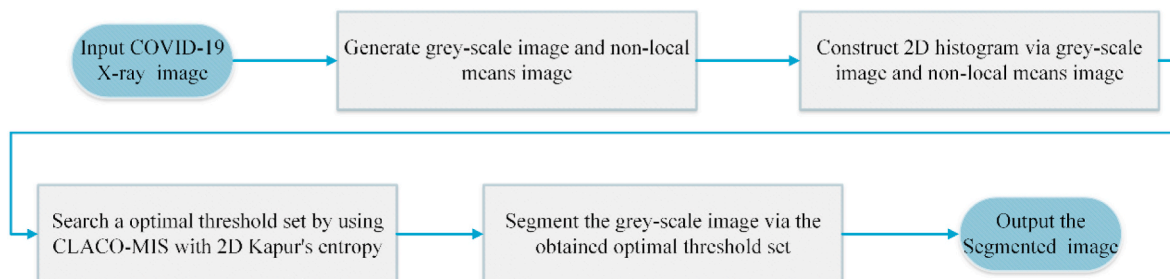 Input COVID-19
X-ray image
Generate grey-scale image and non-local
means image
Construct 2D histogram via grey-scale
image and non-local means image
Search a optimal threshold set by using
CLACO-MIS with 2D Kapur's entropy
Segment the grey-scale image via the
obtained optimal threshold set
Output the
Segmented image